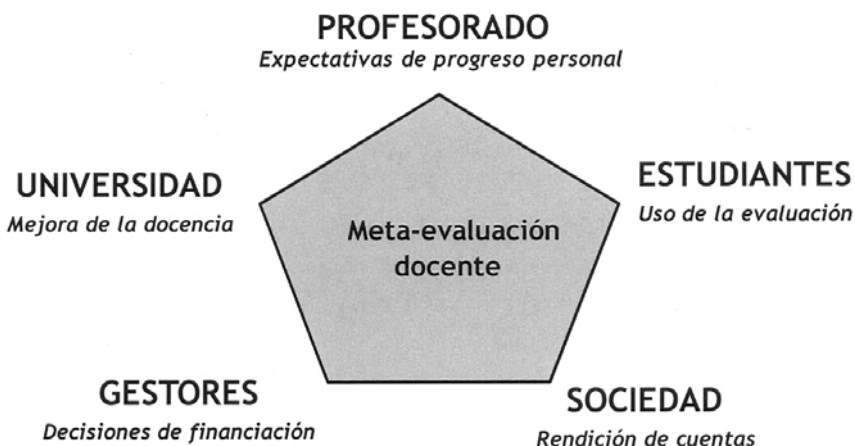 PROFESORADO
Expectativas de progreso personal
UNIVERSIDAD
Mejora de la docencia
ESTUDIANTES
Uso de la evaluación
Meta-evaluación
docente
GESTORES
Decisiones de financiación
SOCIEDAD
Rendición de cuentas